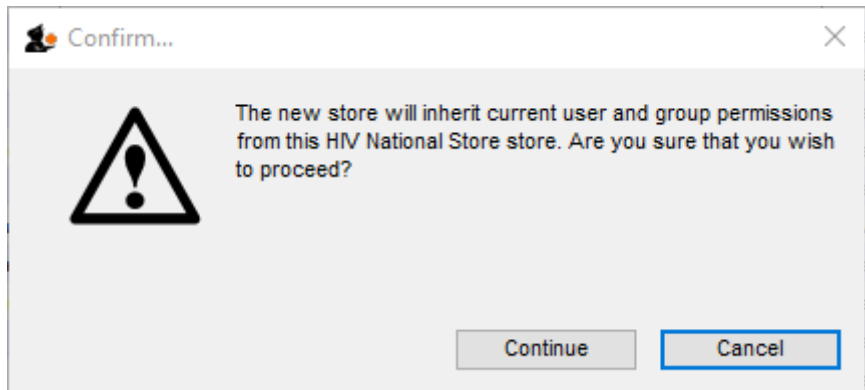 Confirm...
The new store will inherit current user and group permissions
from this HIV National Store store. Are you sure that you wish
to proceed?
Continue
Cancel